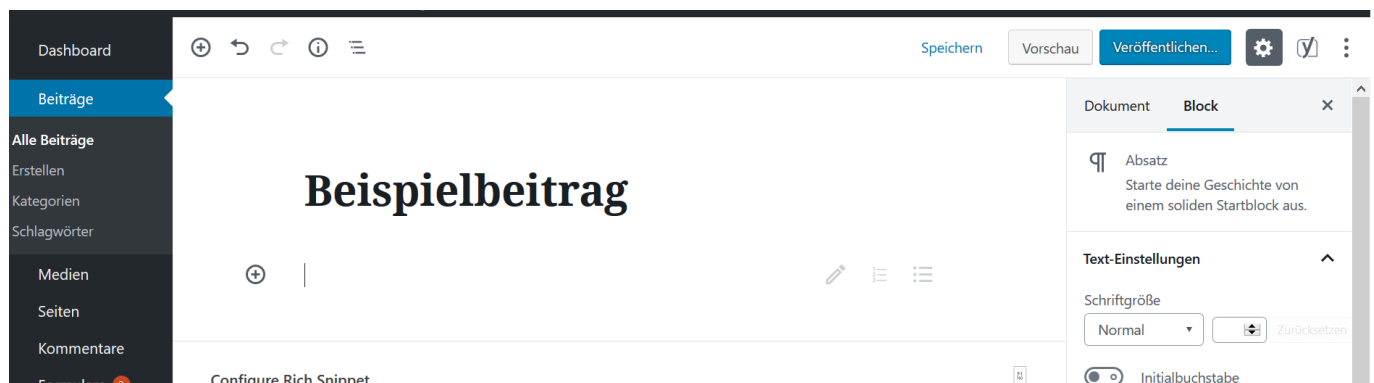 Dashboard
Beiträge
Alle Beiträge
Erstellen
Kategorien
Schlagwörter
Medien
Seiten
Kommentare
Speichern
Vorschau
Veröffentlichen...
Beispielbeitrag
Configure Rich Snippet
Dokument Block
Absatz
Starte deine Geschichte von
einem soliden Startblock aus.
Text-Einstellungen
Schriftgröße
Normal
Zurücksetzen
Initialbuchstabe